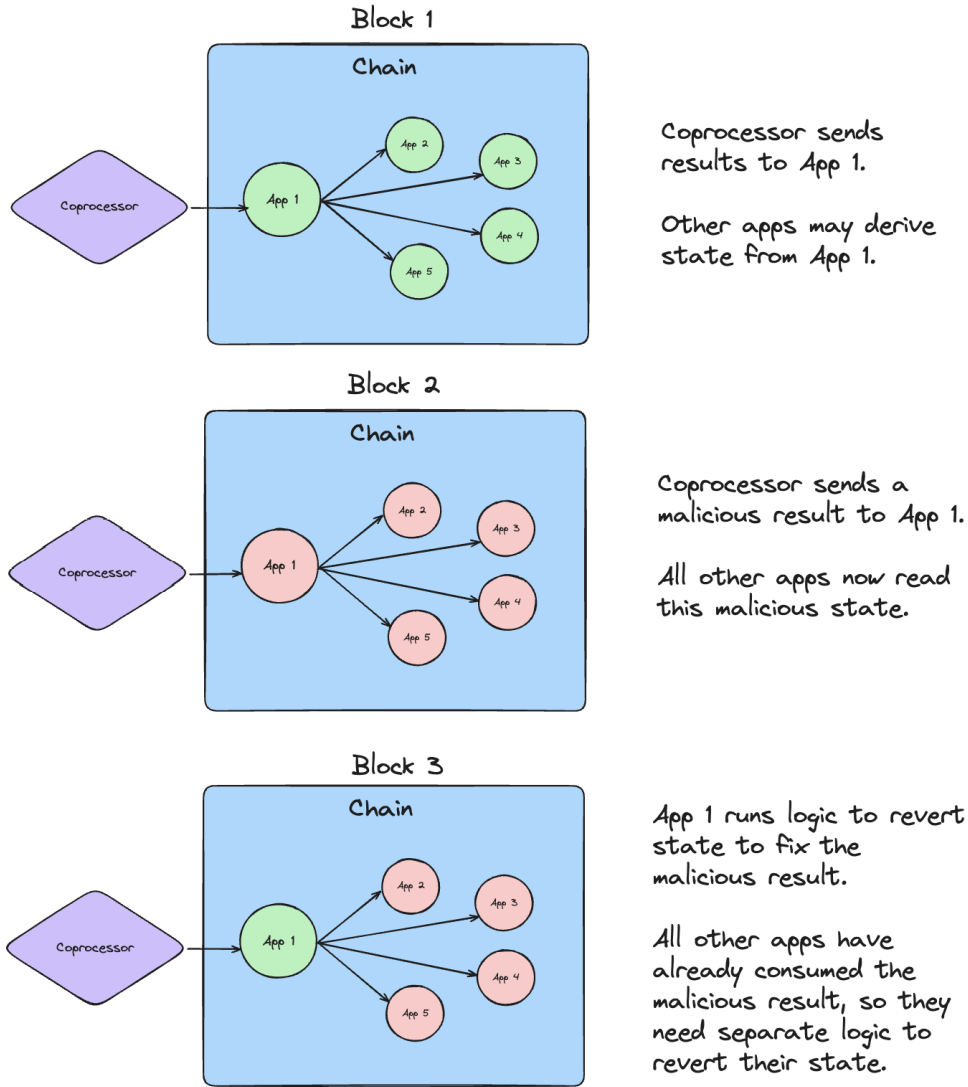 Block 1
Chain
Coprocessor
App 1
App 2
App 3
App 4
App 5
Coprocessor sends
results to App 1.
Other apps may derive
state from App 1.
Block 2
Chain
Coprocessor
App 1
App 2
App 3
App 4
App 5
Coprocessor sends a
malicious result to App 1.
All other apps now read
this malicious state.
Block 3
Chain
Coprocessor
App 1
App 2
App 3
App 4
App 5
App 1 runs logic to revert
state to fix the
malicious result.
All other apps have
already consumed the
malicious result, so they
need separate logic to
revert their state.